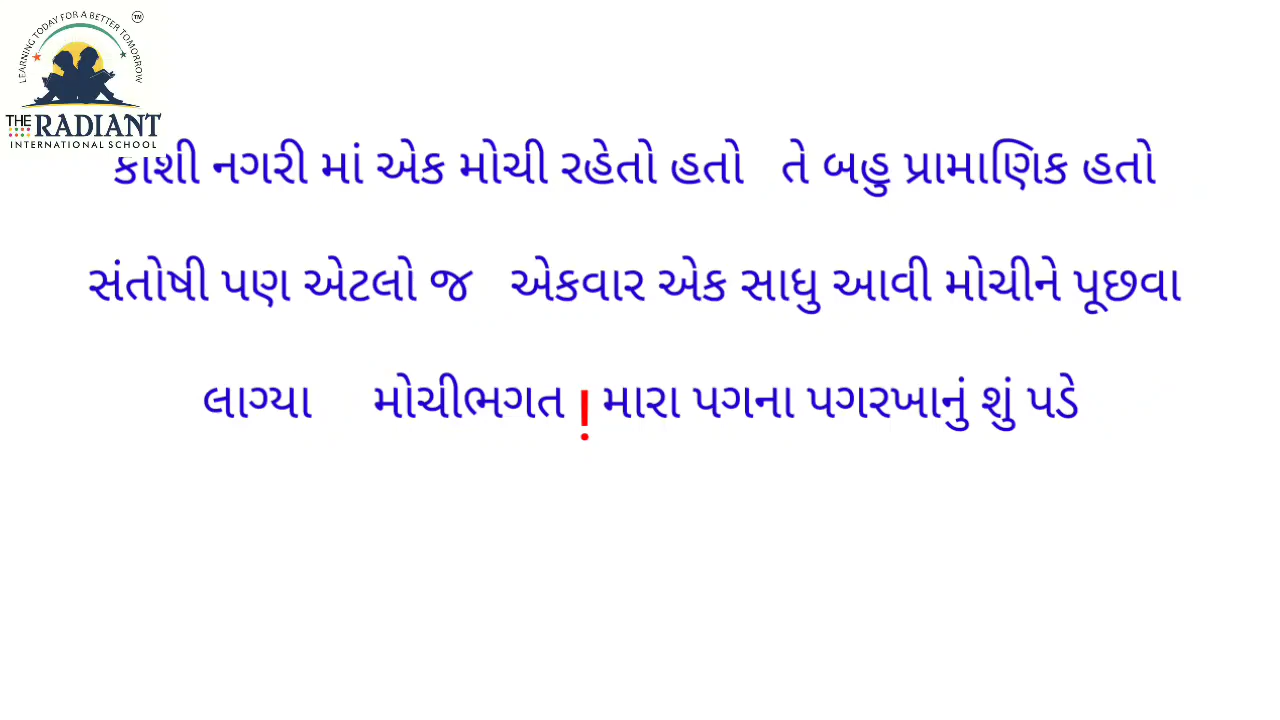 LEARNING TODAY FOR A BETTER TOMORROW
TM
THE RADIANT
INTERNATIONAL SCHOOL
કાશી નગરી માં એક મોચી રહેતો હતો તે બહુ પ્રામાણિક હતો
સંતોષી પણ એટલો જ એકવાર એક સાધુ આવી મોચીને પૂછવા
લાગ્યા મોચીભગત ! મારા પગના પગરખાનું શું પડે